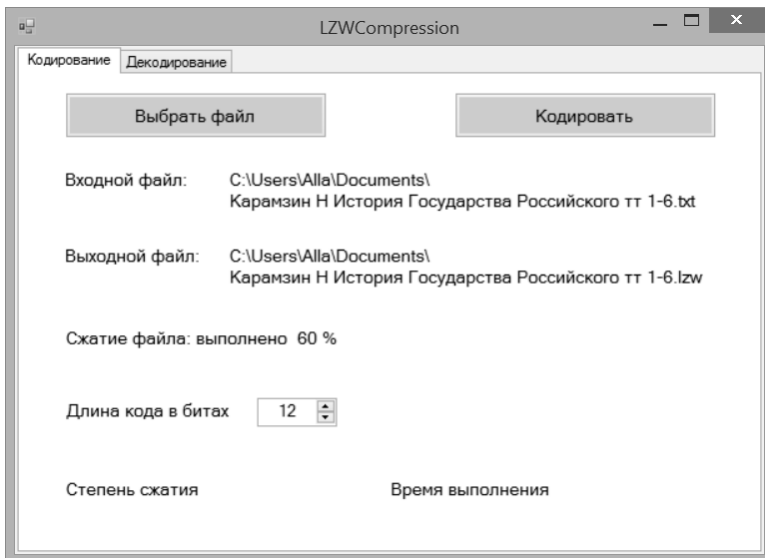 LZWCompression
Кодирование Декодирование
Выбрать файл Кодировать
Входной файл: C:\Users\Alla\Documents\
Карамзин Н История Государства Российского тт 1-6.txt
Выходной файл: C:\Users\Alla\Documents\
Карамзин Н История Государства Российского тт 1-6.lzw
Сжатие файла: выполнено 60 %
Длина кода в битах 12
Степень сжатия Время выполнения